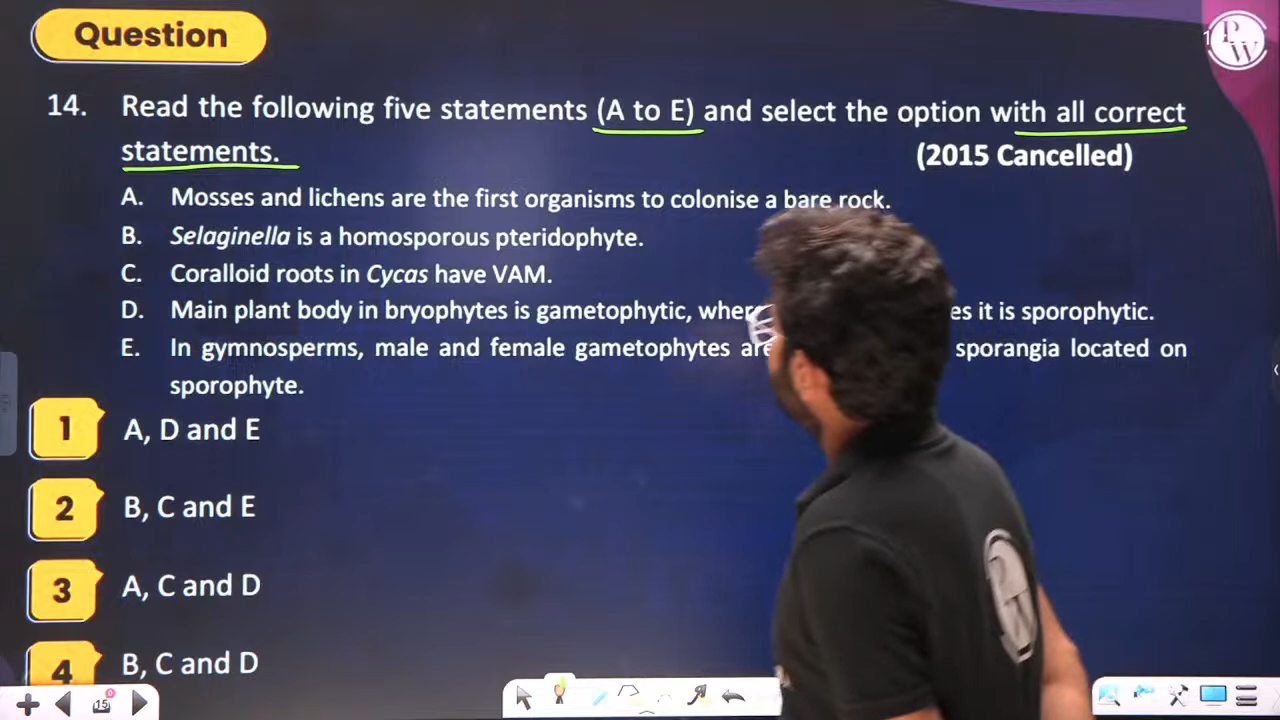 Question
PW
14. Read the following five statements (A to E) and select the option with all correct
statements. (2015 Cancelled)
A. Mosses and lichens are the first organisms to colonise a bare rock.
B. Selaginella is a homosporous pteridophyte.
C. Coralloid roots in Cycas have VAM.
D. Main plant body in bryophytes is gametophytic, it is sporophytic.
E. In gymnosperms, male and female gametophytes are sporangia located on
sporophyte.
1 A, D and E
2 B, C and E
3 A, C and D
4 B, C and D
15